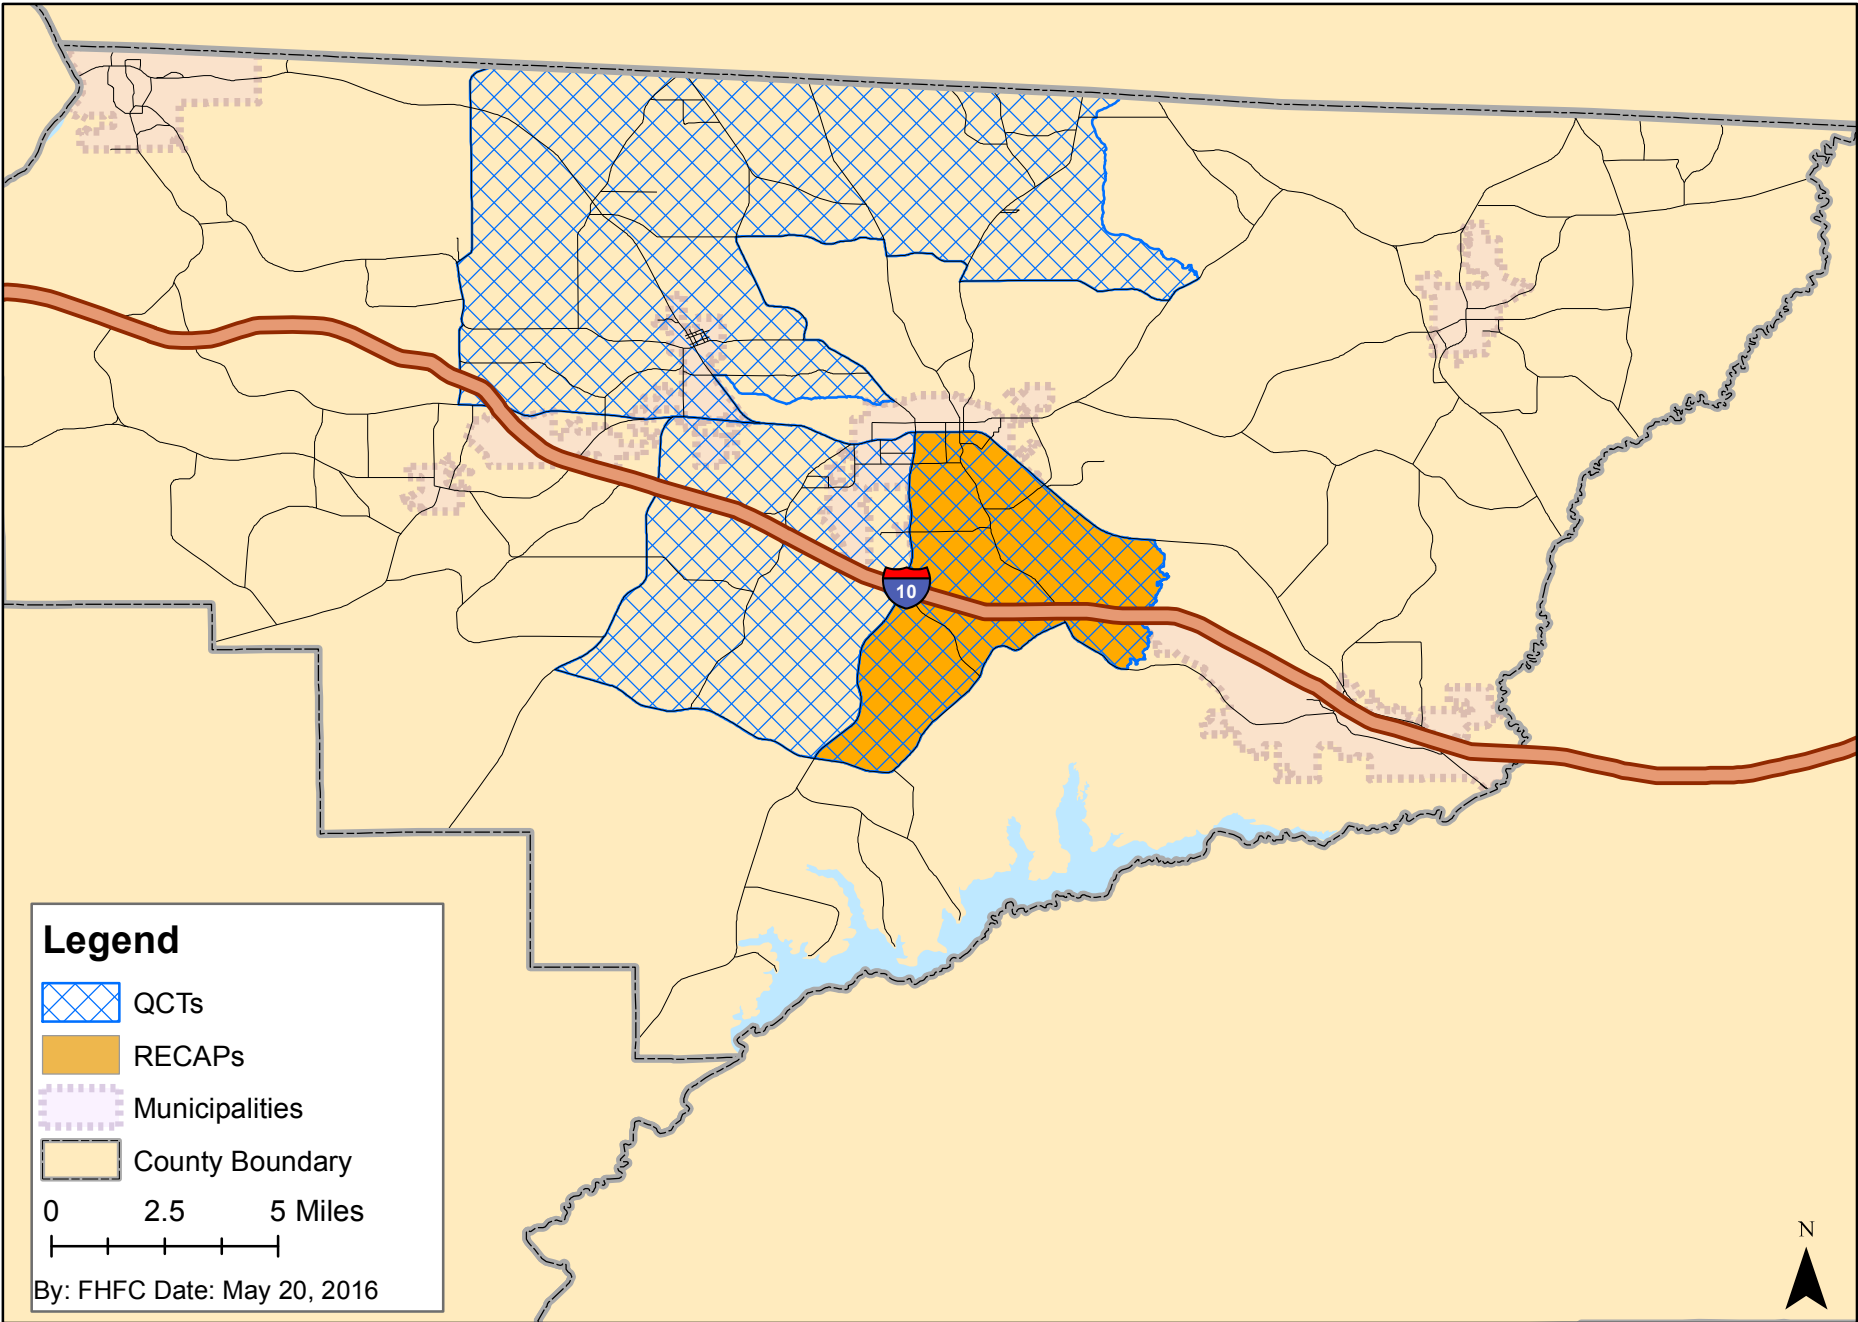 10
Legend
QCTs
RECAPs
Municipalities
County Boundary
0 2.5 5 Miles
By: FHFC Date: May 20, 2016
N